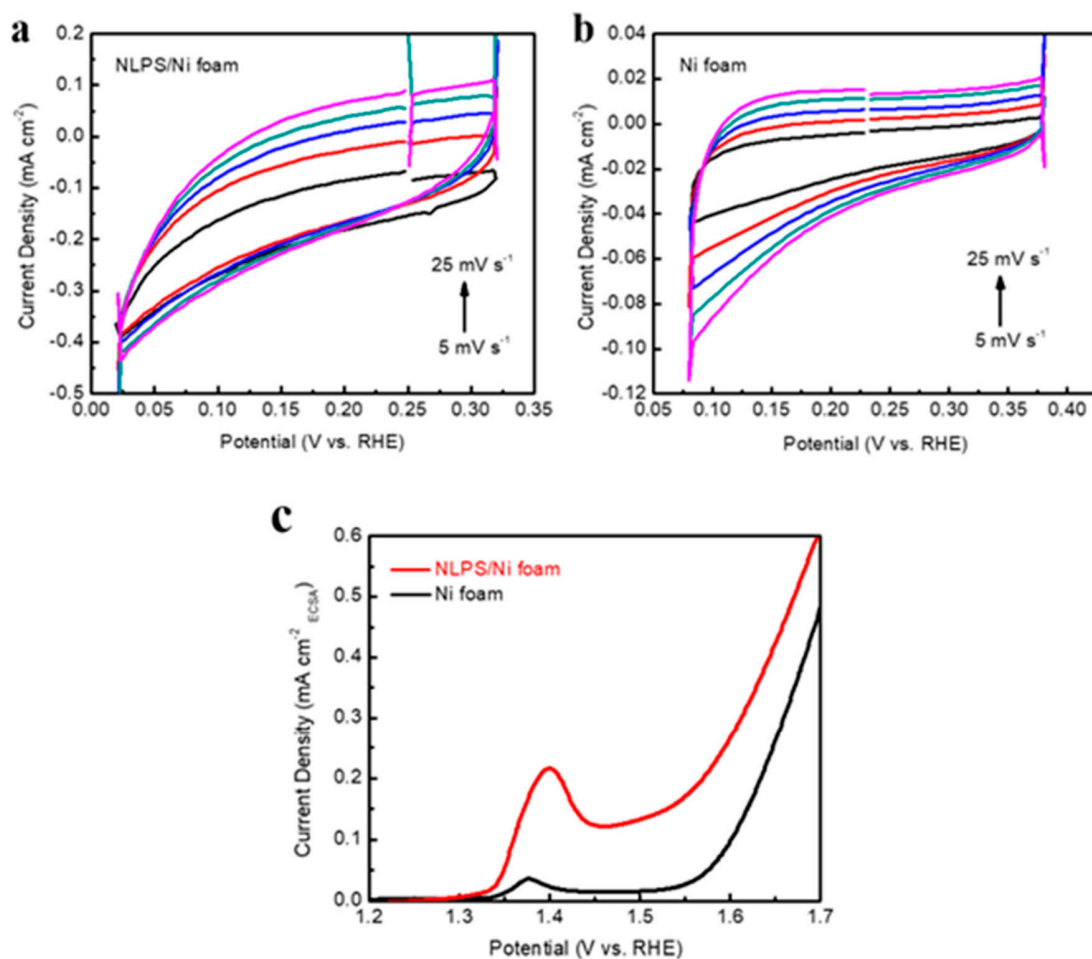 a
NLPS/Ni foam
25 mV s⁻¹
5 mV s⁻¹
Current Density (mA cm⁻²)
0.2
0.1
0.0
-0.1
-0.2
-0.3
-0.4
-0.5
0.00 0.05 0.10 0.15 0.20 0.25 0.30 0.35
Potential (V vs. RHE)
b
Ni foam
25 mV s⁻¹
5 mV s⁻¹
Current Density (mA cm⁻²)
0.04
0.02
0.00
-0.02
-0.04
-0.06
-0.08
-0.10
-0.12
0.05 0.10 0.15 0.20 0.25 0.30 0.35 0.40
Potential (V vs. RHE)
c
NLPS/Ni foam
Ni foam
Current Density (mA cm⁻² ECSA)
0.6
0.5
0.4
0.3
0.2
0.1
0.0
1.2 1.3 1.4 1.5 1.6 1.7
Potential (V vs. RHE)